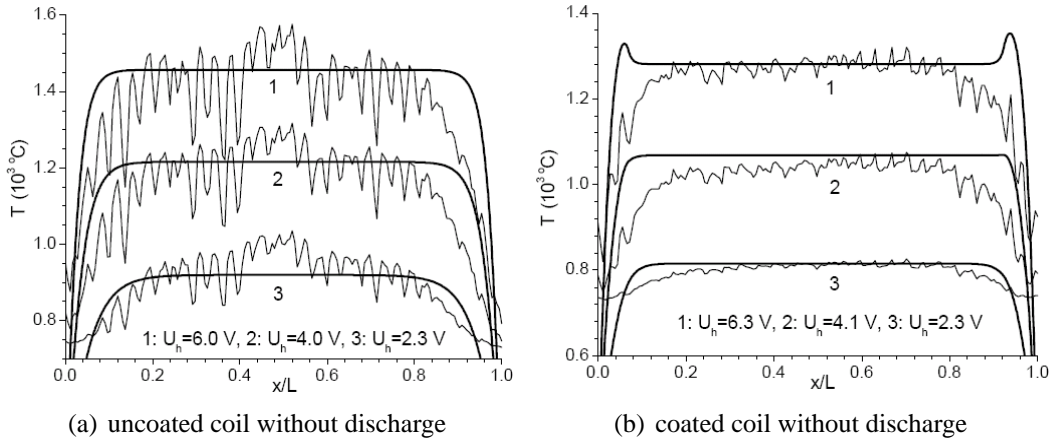 1.6
1.4
1.2
1.0
0.8
T (10³ °C)
1
2
3
1: Uₕ=6.0 V, 2: Uₕ=4.0 V, 3: Uₕ=2.3 V
0.0 0.2 0.4 0.6 0.8 1.0
x/L
(a) uncoated coil without discharge
1.4
1.2
1.0
0.8
0.6
T (10³ °C)
1
2
3
1: Uₕ=6.3 V, 2: Uₕ=4.1 V, 3: Uₕ=2.3 V
0.0 0.2 0.4 0.6 0.8 1.0
x/L
(b) coated coil without discharge